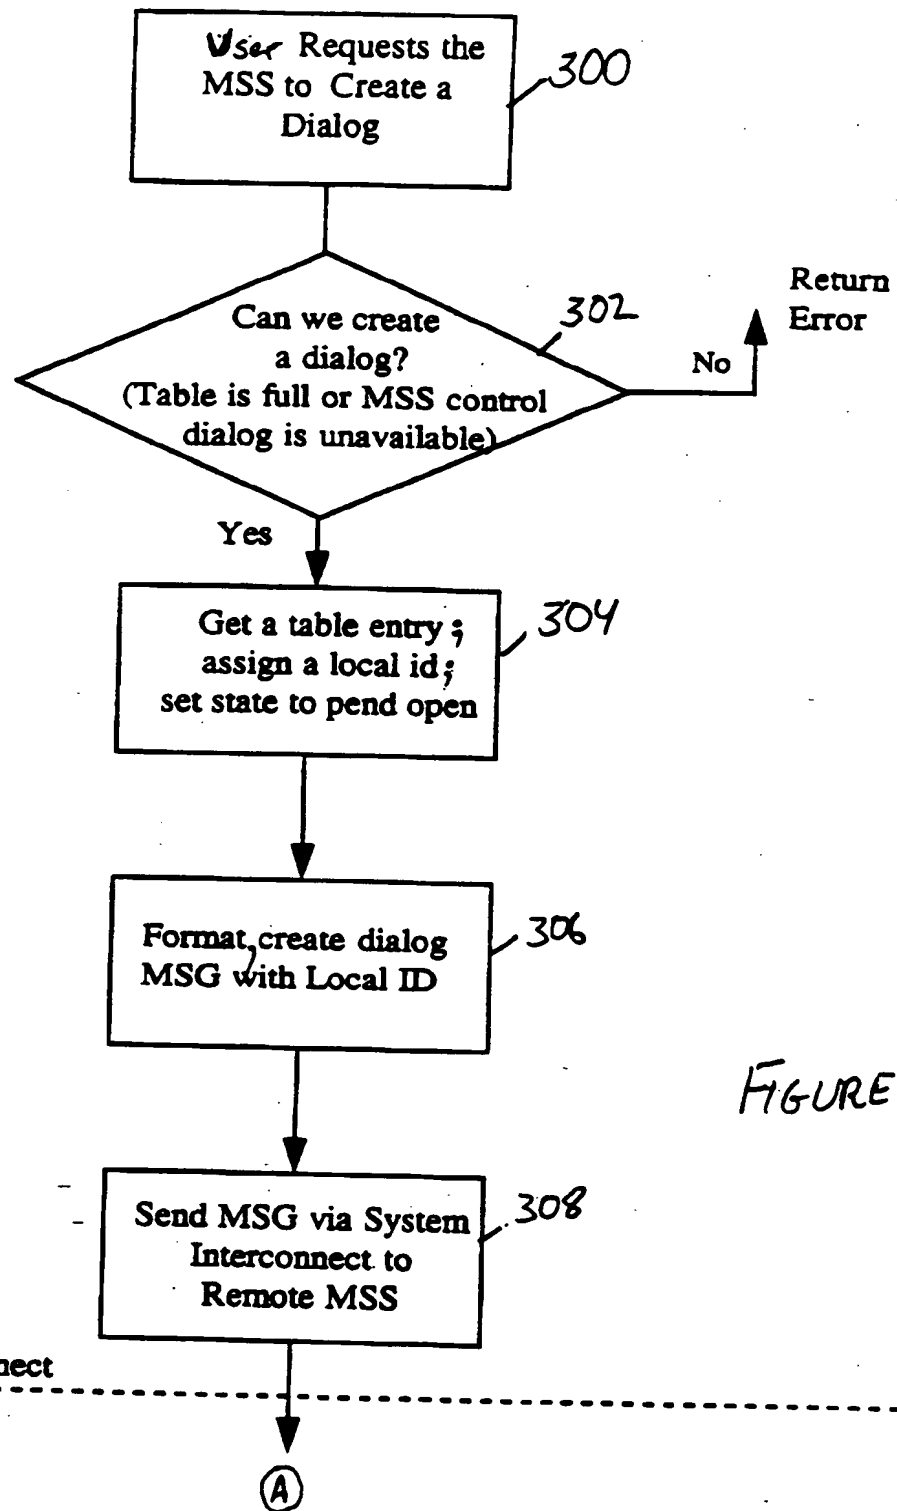 User Requests the
MSS to Create a
Dialog
300
Can we create
a dialog?
(Table is full or MSS control
dialog is unavailable)
302
No
Return
Error
Yes
Get a table entry;
assign a local id;
set state to pend open
304
Format, create dialog
MSG with Local ID
306
FIGURE
Send MSG via System
Interconnect to
Remote MSS
308
nect
A